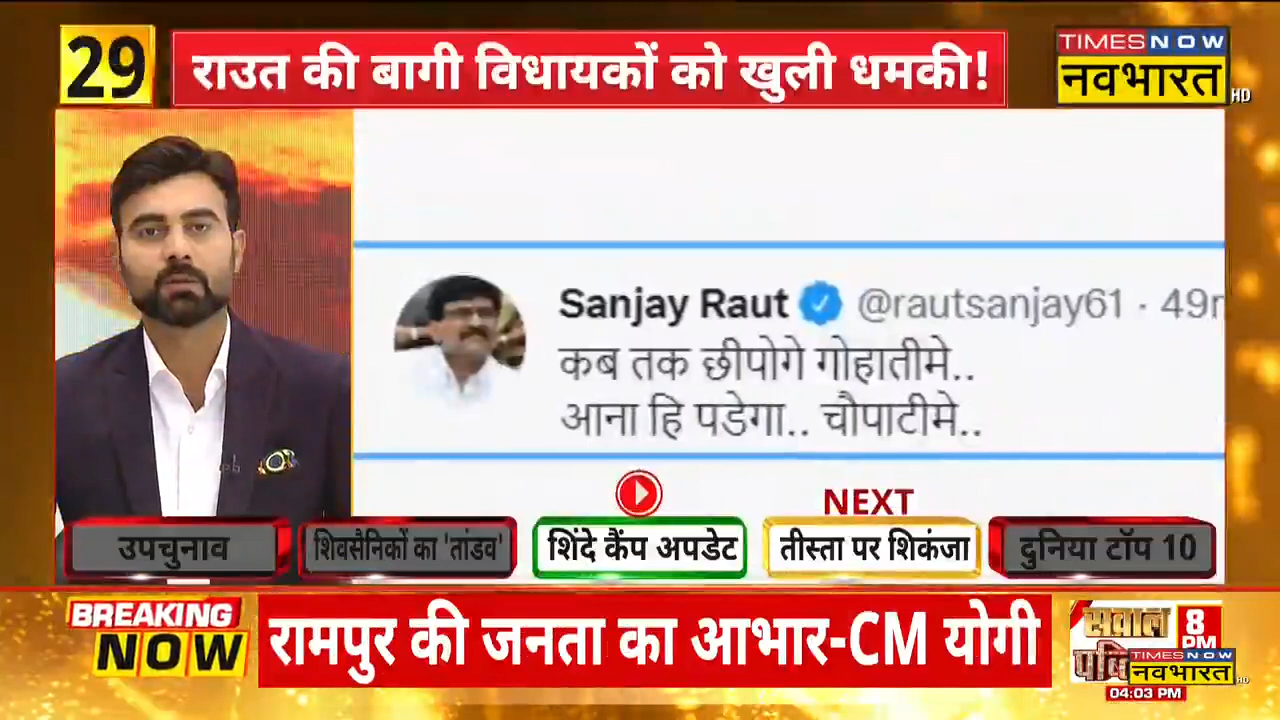 29
राउत की बागी विधायकों को खुली धमकी!
TIMES NOW
नवभारत
HD
Sanjay Raut @rautsanjay61 · 49
कब तक छीपोगे गोहातीमे..
आना हि पडेगा.. चौपाटीमे..
NEXT
उपचुनाव
शिवसैनिकों का 'तांडव'
शिंदे कैंप अपडेट
तीस्ता पर शिकंजा
दुनिया टॉप 10
BREAKING
NOW
रामपुर की जनता का आभार-CM योगी
सवाल
8
PM
TIMES NOW
नवभारत
HD
04:03 PM